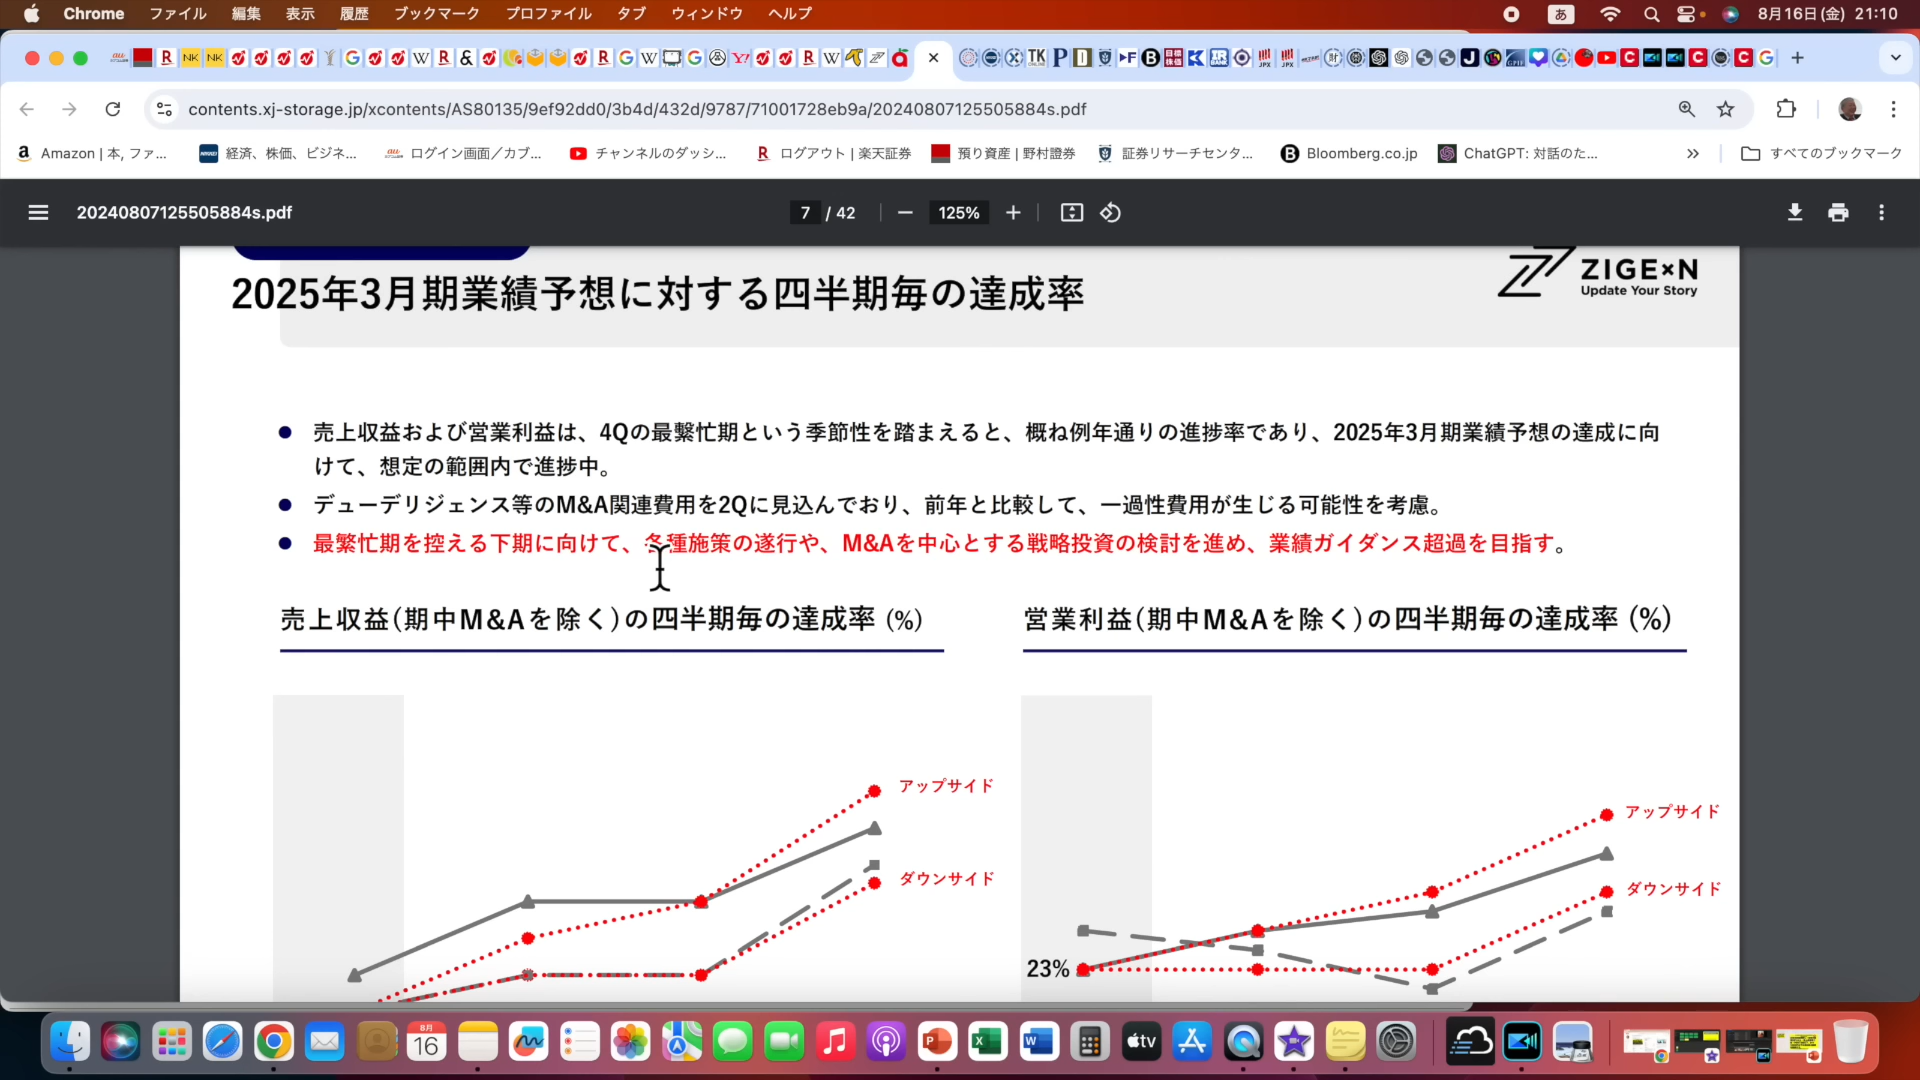 Chrome ファイル 編集 表示 履歴 ブックマーク プロファイル タブ ウィンドウ ヘルプ
あ 8月16日(金) 21:10
contents.xj-storage.jp/xcontents/AS80135/9ef92dd0/3b4d/432d/9787/71001728eb9a/20240807125505884s.pdf
Amazon | 本, ファ... 経済、株価、ビジネ... ログイン画面／カブ... チャンネルのダッシ... ログアウト | 楽天証券 預り資産 | 野村證券 証券リサーチセンタ... Bloomberg.co.jp ChatGPT: 対話のた... » すべてのブックマーク
20240807125505884s.pdf 7 / 42 125%
ZIGExN
Update Your Story
2025年3月期業績予想に対する四半期毎の達成率
売上収益および営業利益は、4Qの最繫忙期という季節性を踏まえると、概ね例年通りの進捗率であり、2025年3月期業績予想の達成に向
けて、想定の範囲内で進捗中。
デューデリジェンス等のM&A関連費用を2Qに見込んでおり、前年と比較して、一過性費用が生じる可能性を考慮。
最繁忙期を控える下期に向けて、各種施策の遂行や、M&Aを中心とする戦略投資の検討を進め、業績ガイダンス超過を目指す。
売上収益(期中M&Aを除く)の四半期毎の達成率 (%)
営業利益(期中M&Aを除く)の四半期毎の達成率 (%)
アップサイド
ダウンサイド
アップサイド
ダウンサイド
23%
8月
16
tv